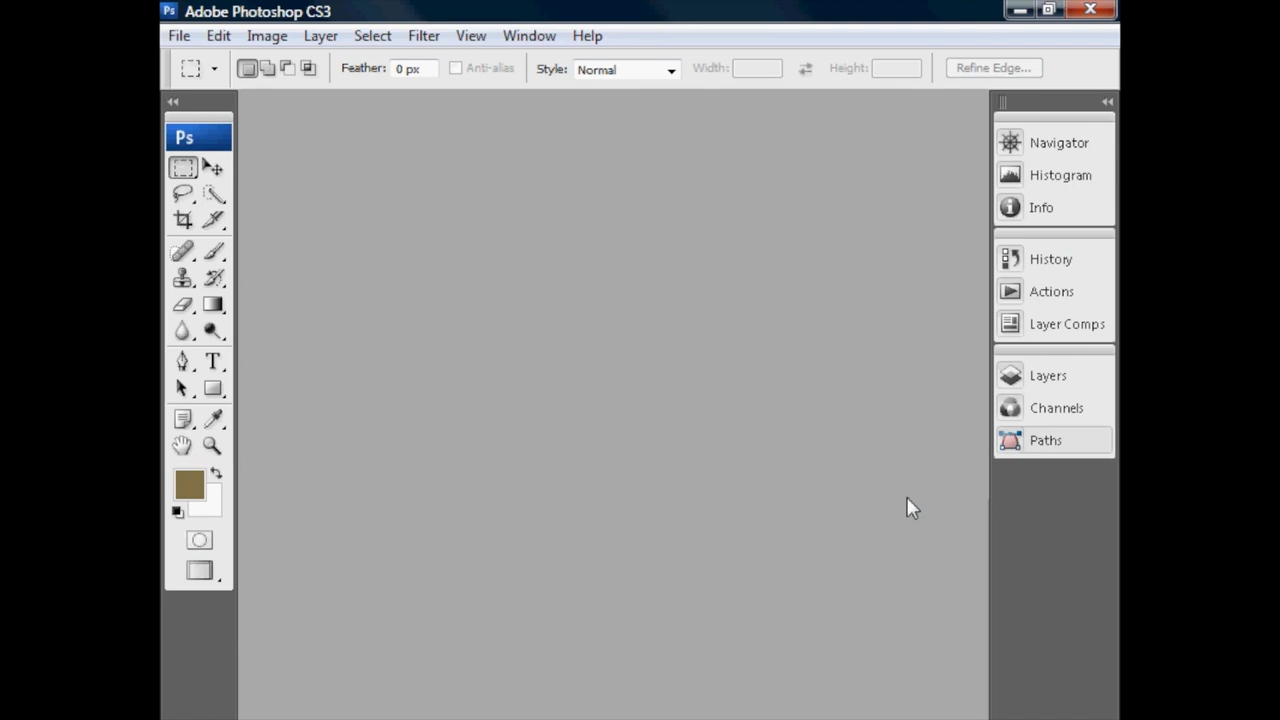 Ps Adobe Photoshop CS3
File Edit Image Layer Select Filter View Window Help
Feather: 0 px Anti-alias Style: Normal Width: Height: Refine Edge...
Ps
T
Navigator
Histogram
Info
History
Actions
Layer Comps
Layers
Channels
Paths